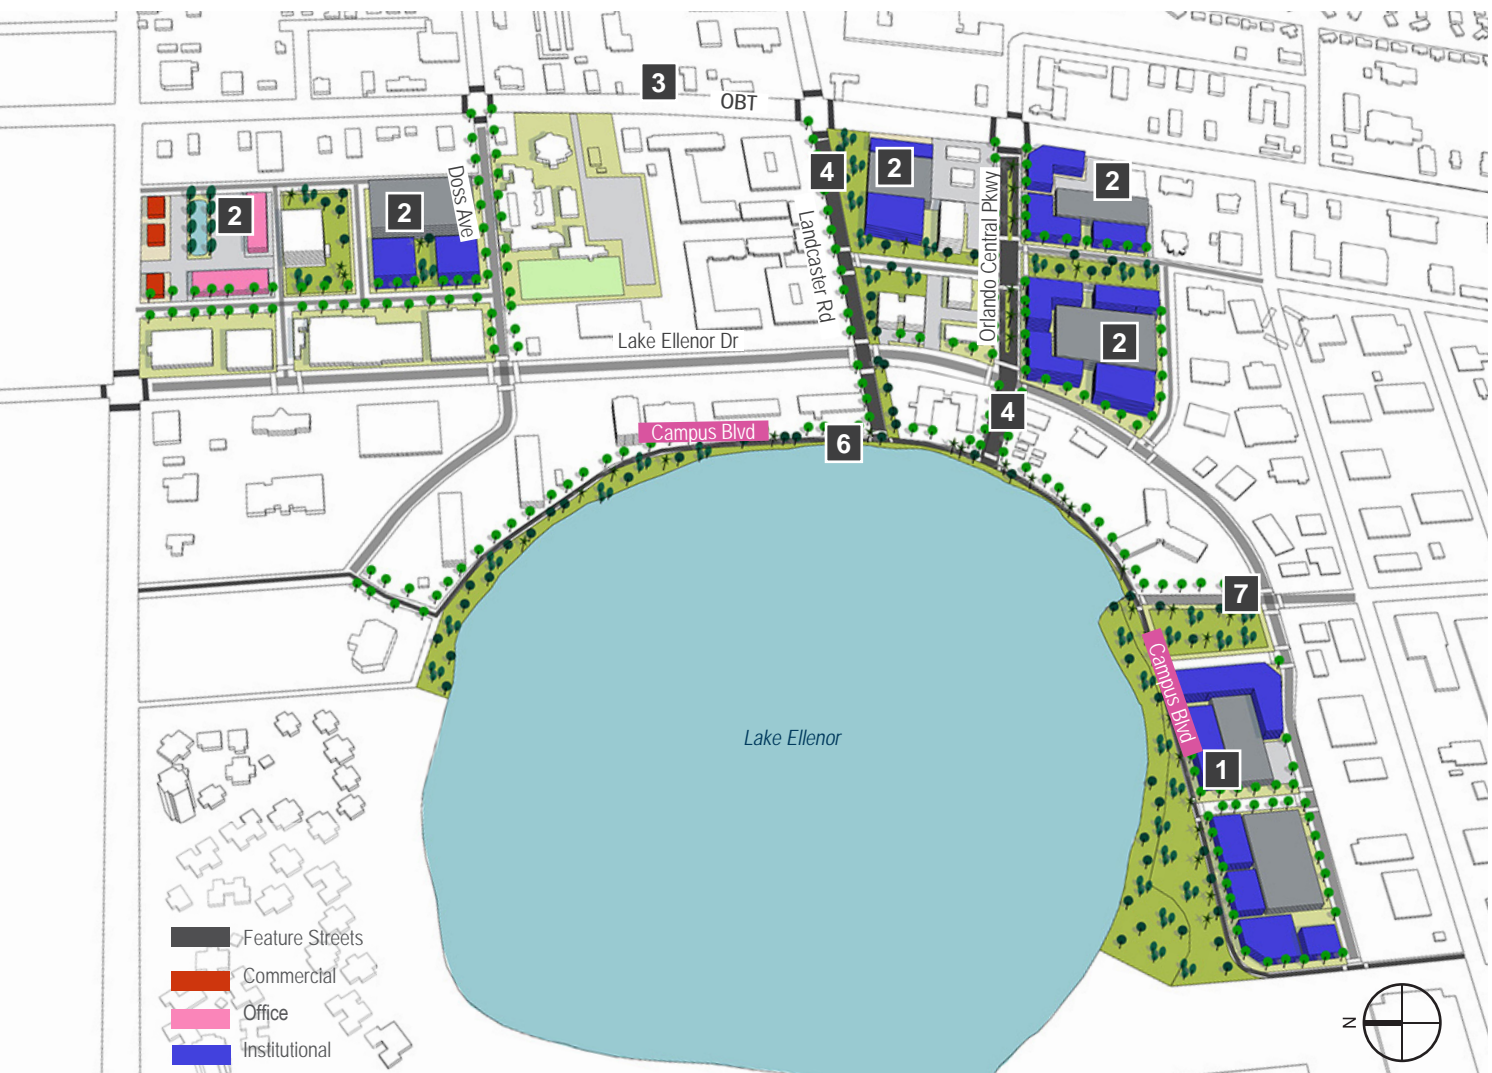 3
OBT
4
2
2
2
2
Doss Ave
Landcaster Rd
Orlando Central Pkwy
2
Lake Ellenor Dr
4
Campus Blvd
6
7
Campus Blvd
Lake Ellenor
1
Feature Streets
Commercial
Office
Institutional
N